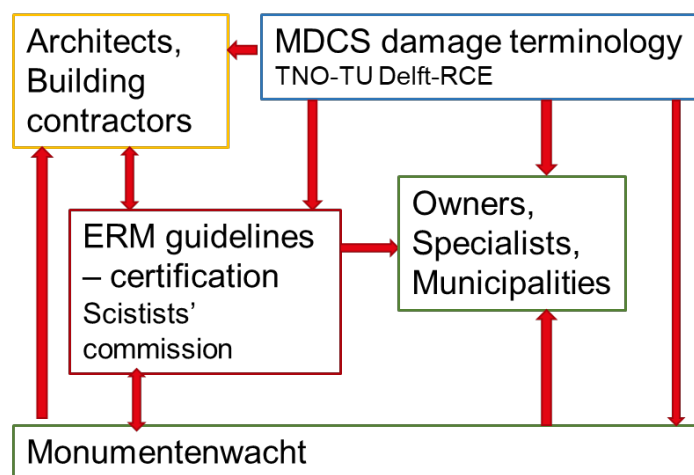 Architects,
Building
contractors
MDCS damage terminology
TNO-TU Delft-RCE
ERM guidelines
– certification
Scistists’
commission
Owners,
Specialists,
Municipalities
Monumentenwacht